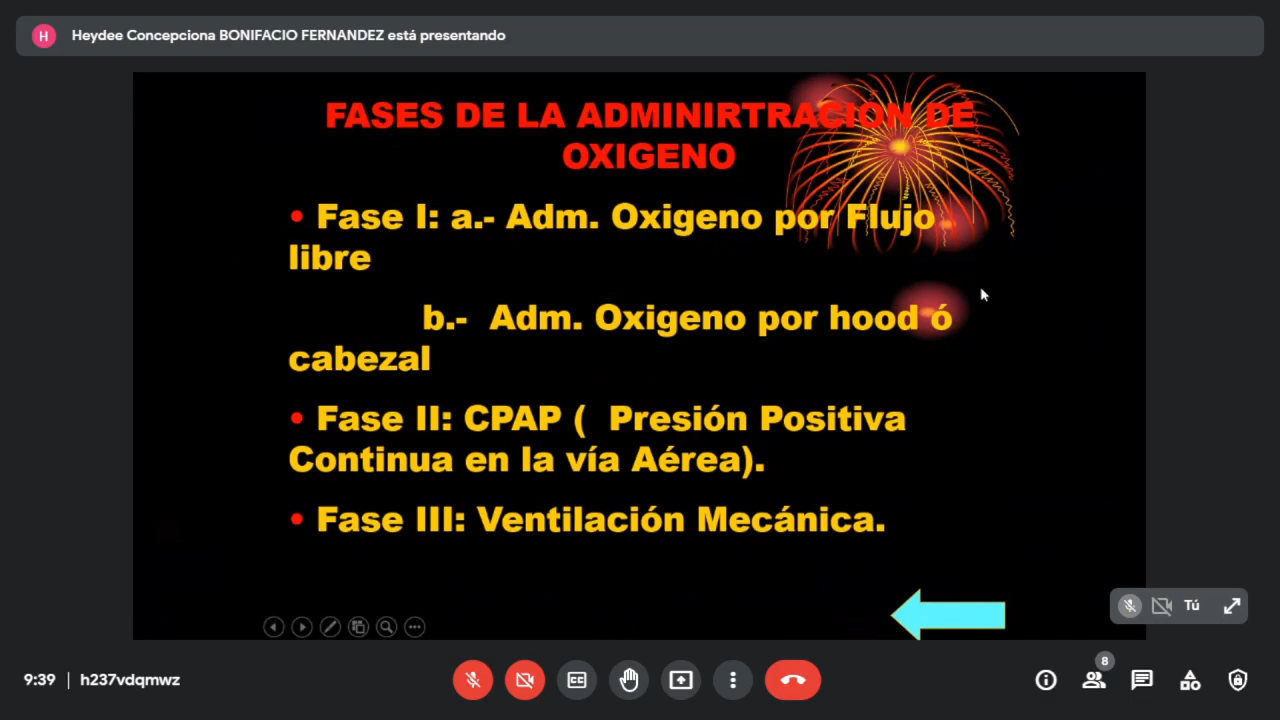 H
Heydee Concepciona BONIFACIO FERNANDEZ está presentando
FASES DE LA ADMINIRTRACION DE
OXIGENO
• Fase I: a.- Adm. Oxigeno por Flujo
libre
b.- Adm. Oxigeno por hood ó
cabezal
• Fase II: CPAP ( Presión Positiva
Continua en la vía Aérea).
• Fase III: Ventilación Mecánica.
Tú
9:39 | h237vdqmwz
CC
8